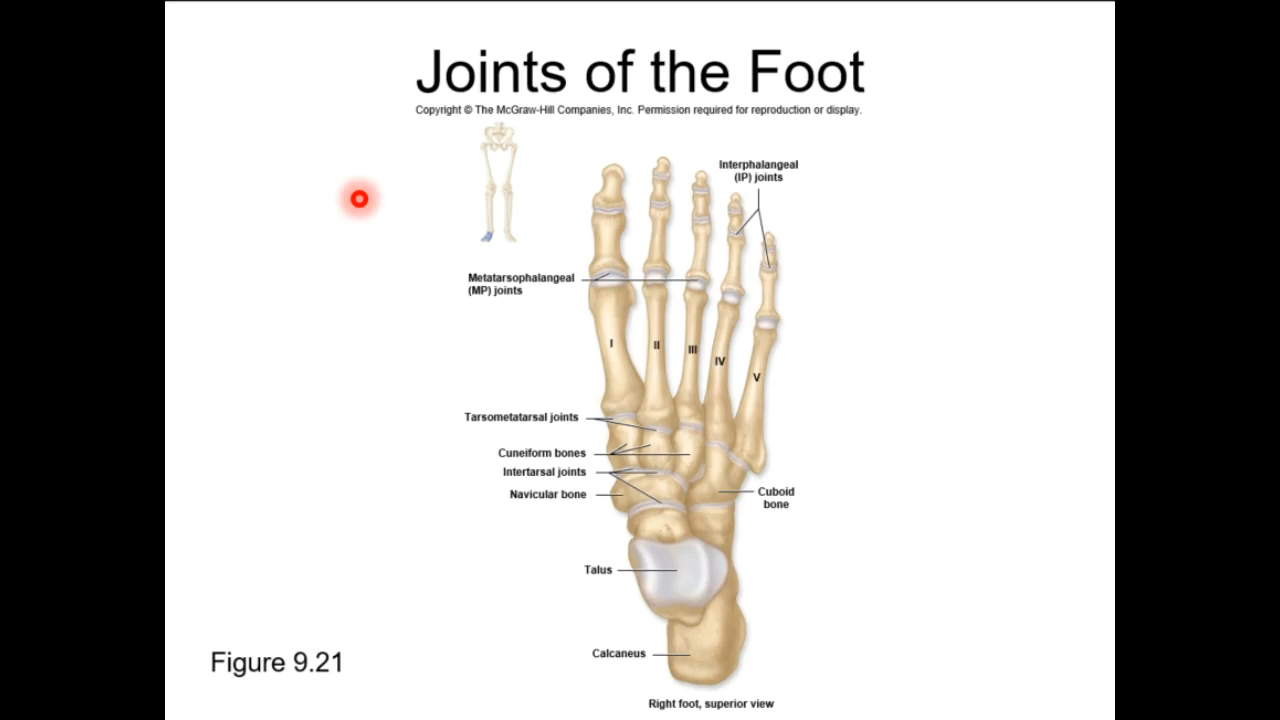 Joints of the Foot
Copyright © The McGraw-Hill Companies, Inc. Permission required for reproduction or display.
Interphalangeal
(IP) joints
Metatarsophalangeal
(MP) joints
I
II
III
IV
V
Tarsometatarsal joints
Cuneiform bones
Intertarsal joints
Navicular bone
Cuboid
bone
Talus
Calcaneus
Figure 9.21
Right foot, superior view